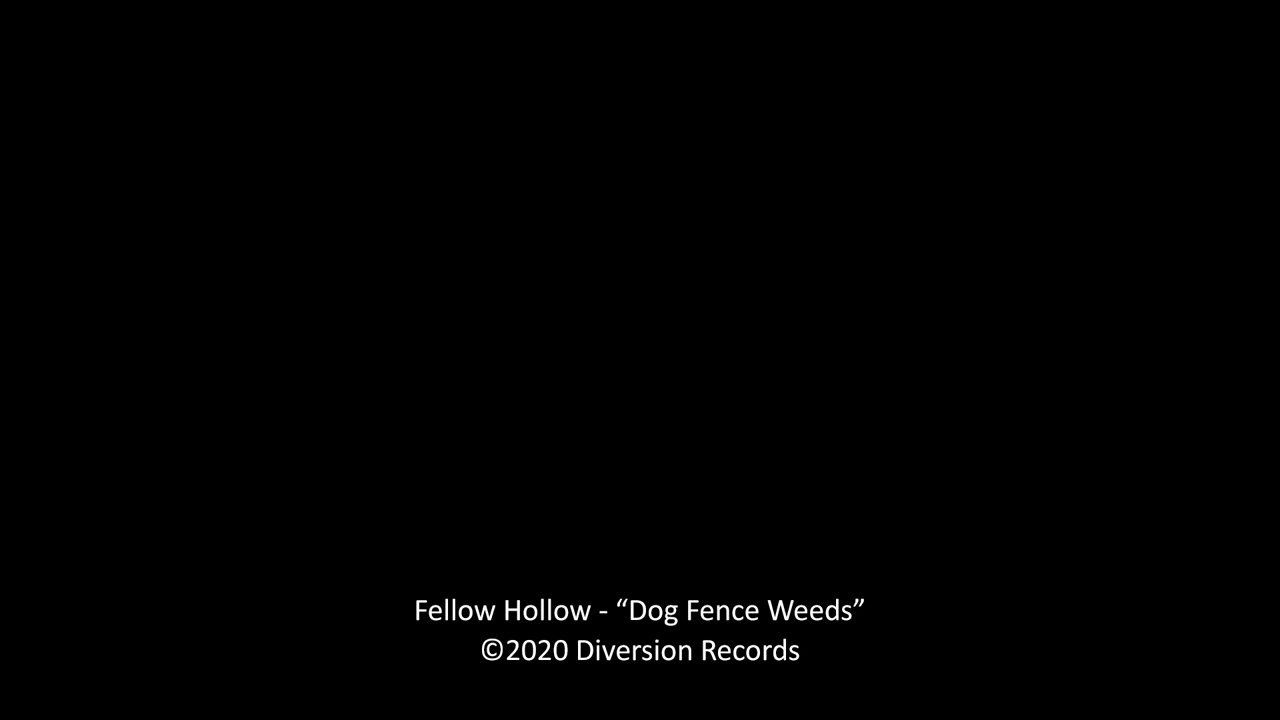 Fellow Hollow - “Dog Fence Weeds”
©2020 Diversion Records